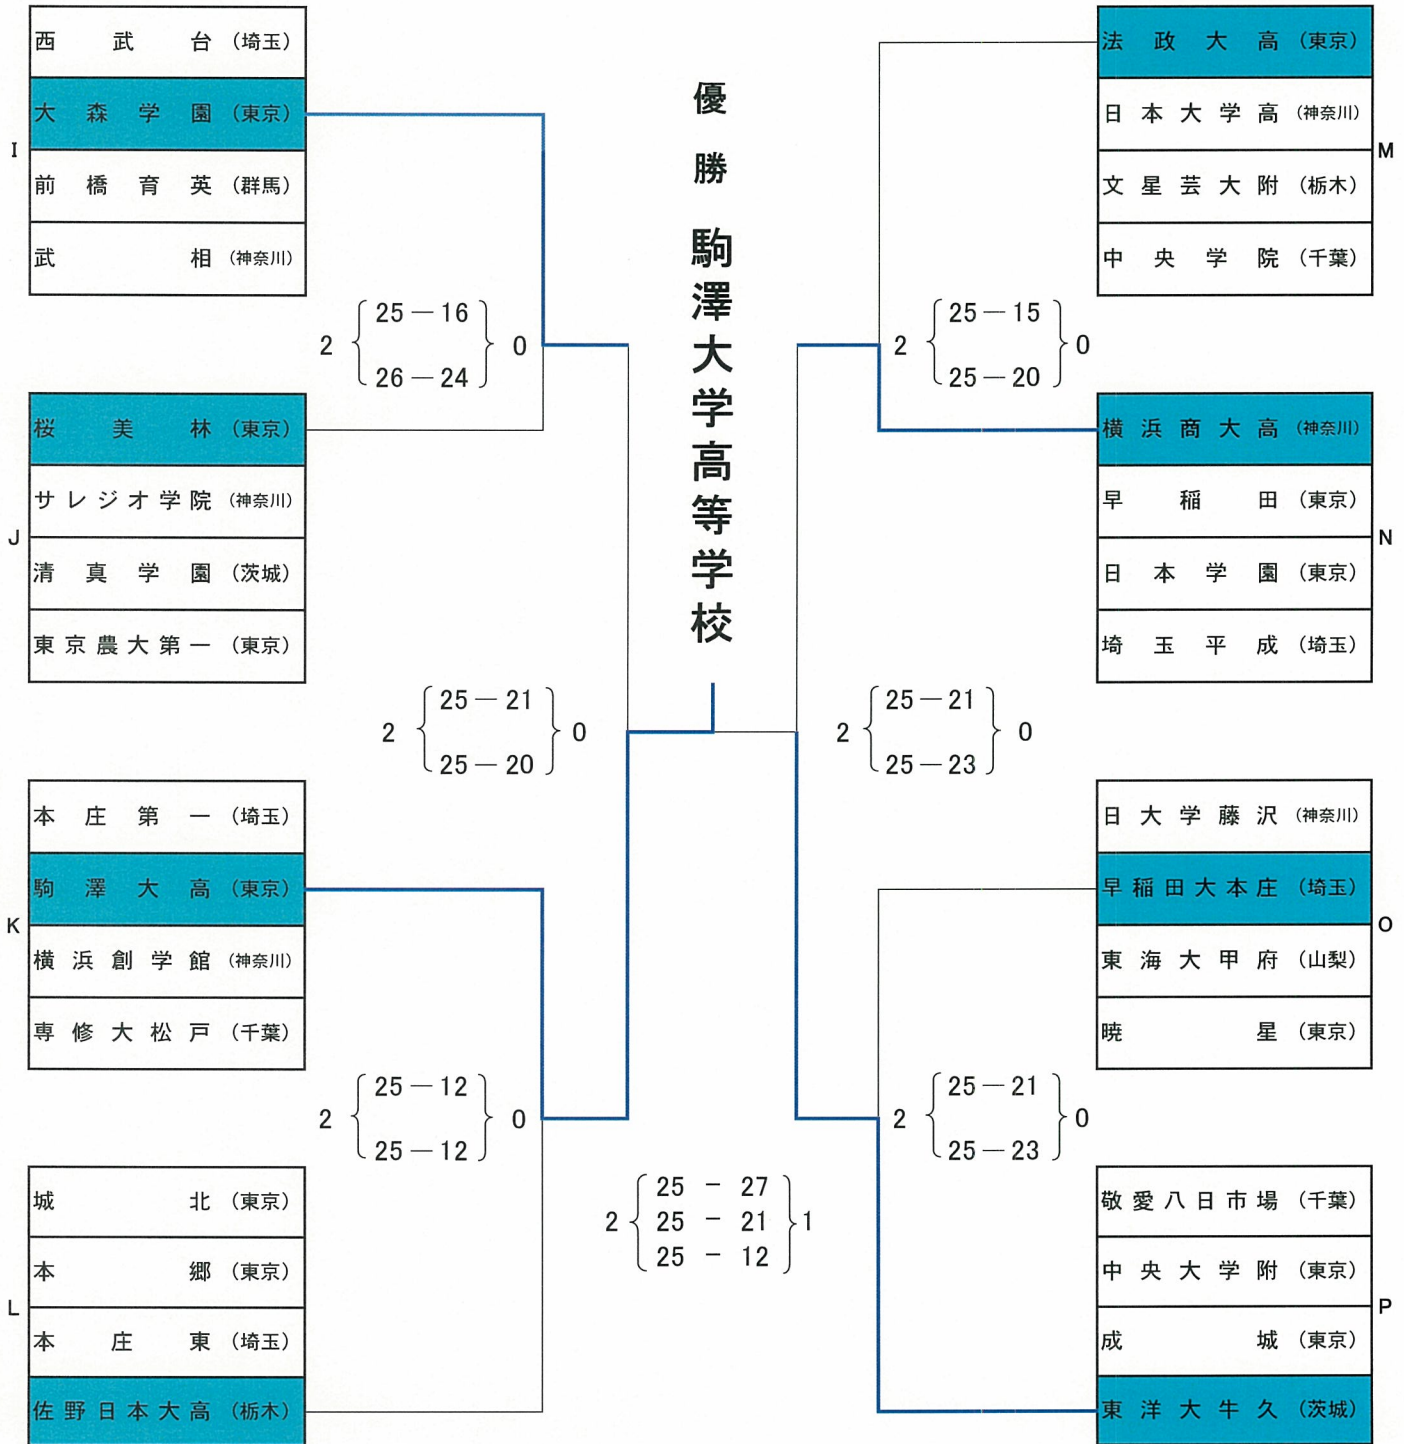 優勝 駒澤大学高等学校
I
西武台 (埼玉)
大森学園 (東京)
前橋育英 (群馬)
武相 (神奈川)
2 25―16 0
26―24
J
桜美林 (東京)
サレジオ学院 (神奈川)
清真学園 (茨城)
東京農大第一 (東京)
2 25―21 0
25―20
K
本庄第一 (埼玉)
駒澤大高 (東京)
横浜創学館 (神奈川)
専修大松戸 (千葉)
2 25―12 0
25―12
L
城北 (東京)
本郷 (東京)
本庄東 (埼玉)
佐野日本大高 (栃木)
2 25 - 27 1
25 - 21
25 - 12
M
法政大高 (東京)
日本大学高 (神奈川)
文星芸大附 (栃木)
中央学院 (千葉)
2 25―15 0
25―20
N
横浜商大高 (神奈川)
早稲田 (東京)
日本学園 (東京)
埼玉平成 (埼玉)
2 25―21 0
25―23
O
日大学藤沢 (神奈川)
早稲田大本庄 (埼玉)
東海大甲府 (山梨)
暁星 (東京)
2 25―21 0
25―23
P
敬愛八日市場 (千葉)
中央大学附 (東京)
成城 (東京)
東洋大牛久 (茨城)